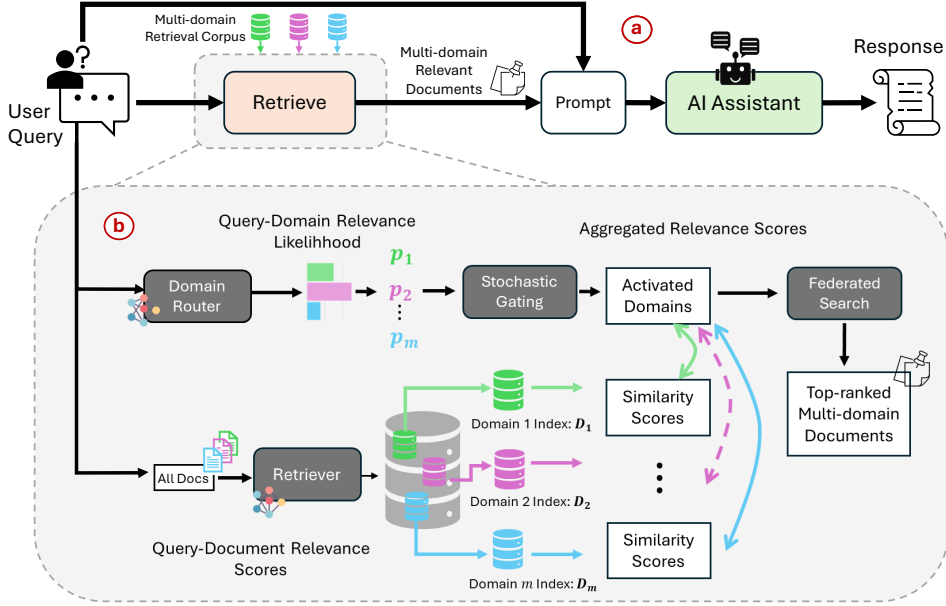 Multi-domain
Retrieval Corpus
a
?
User
Query
Retrieve
Multi-domain
Relevant
Documents
Prompt
AI Assistant
Response
b
Query-Domain Relevance
Likelihhood
Aggregated Relevance Scores
Domain
Router
p1
p2
⋮
pm
Stochastic
Gating
Activated
Domains
Federated
Search
Similarity
Scores
Top-ranked
Multi-domain
Documents
Domain 1 Index: D1
All Docs
Retriever
Domain 2 Index: D2
⋮
Query-Document Relevance
Scores
Similarity
Scores
Domain m Index: Dm